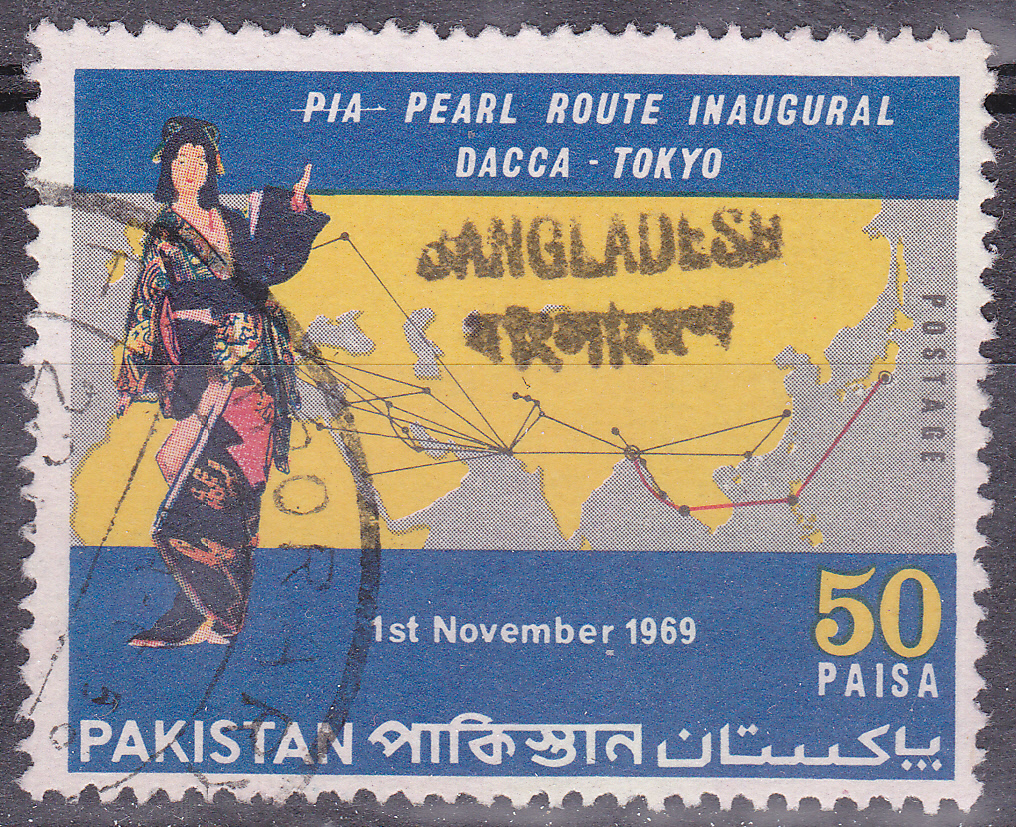 PIA PEARL ROUTE INAUGURAL
DACCA - TOKYO
BANGLADESH
বাংলাদেশ
POSTAGE
1st November 1969
50
PAISA
PAKISTAN পাকিস্তান پاکستان